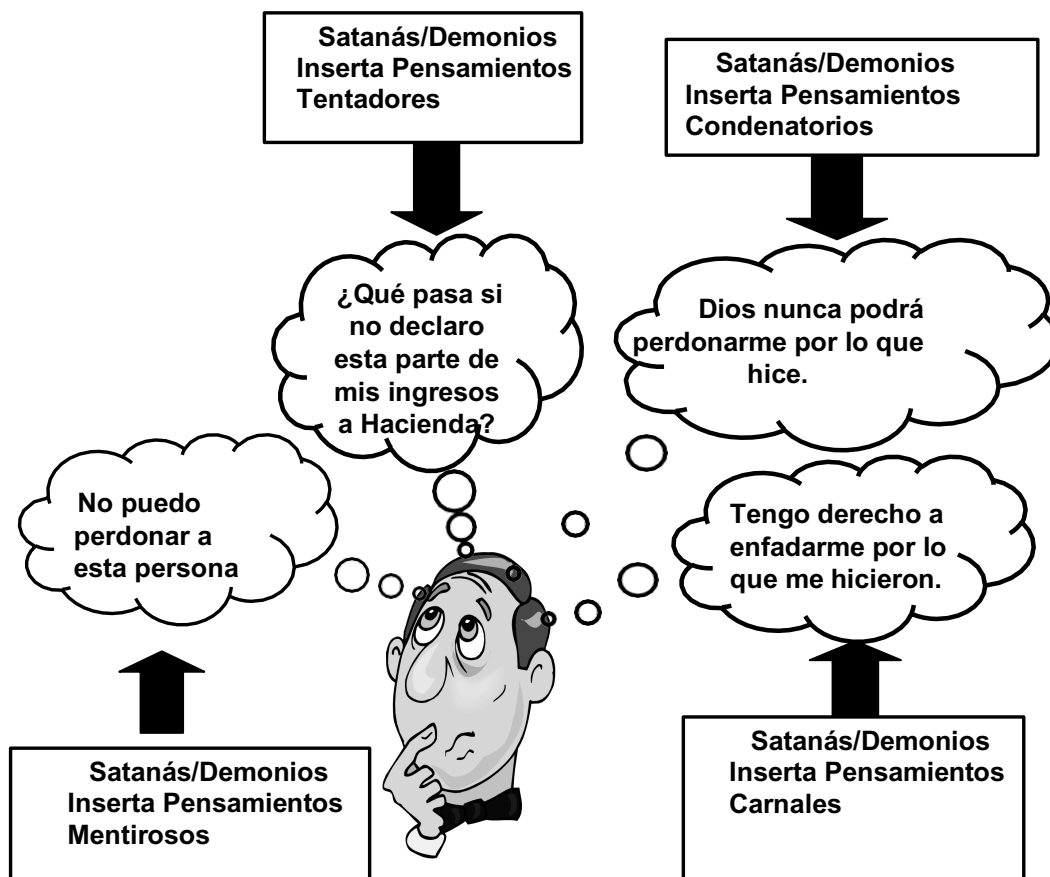 Satanás/Demonios
Inserta Pensamientos
Tentadores
Satanás/Demonios
Inserta Pensamientos
Condenatorios
¿Qué pasa si
no declaro
esta parte de
mis ingresos
a Hacienda?
Dios nunca podrá
perdonarme por lo que
hice.
No puedo
perdonar a
esta persona
Tengo derecho a
enfadarme por lo
que me hicieron.
Satanás/Demonios
Inserta Pensamientos
Mentirosos
Satanás/Demonios
Inserta Pensamientos
Carnales